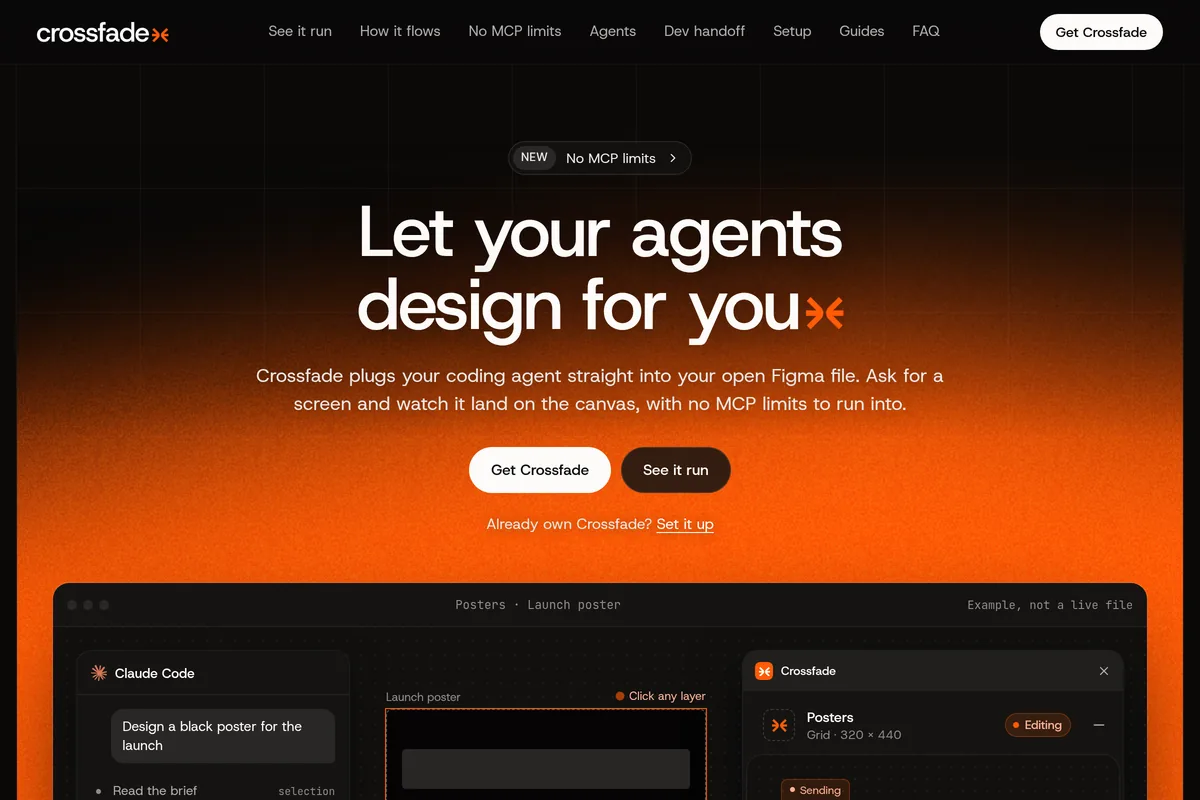 crossfade
See it run
How it flows
No MCP limits
Agents
Dev handoff
Setup
Guides
FAQ
Get Crossfade
NEW No MCP limits
Let your agents
design for you
Crossfade plugs your coding agent straight into your open Figma file. Ask for a
screen and watch it land on the canvas, with no MCP limits to run into.
Get Crossfade
See it run
Already own Crossfade? Set it up
Posters · Launch poster
Example, not a live file
Claude Code
Design a black poster for the
launch
Read the brief
selection
Launch poster
Click any layer
Crossfade
Posters
Grid · 320 × 440
Editing
Sending